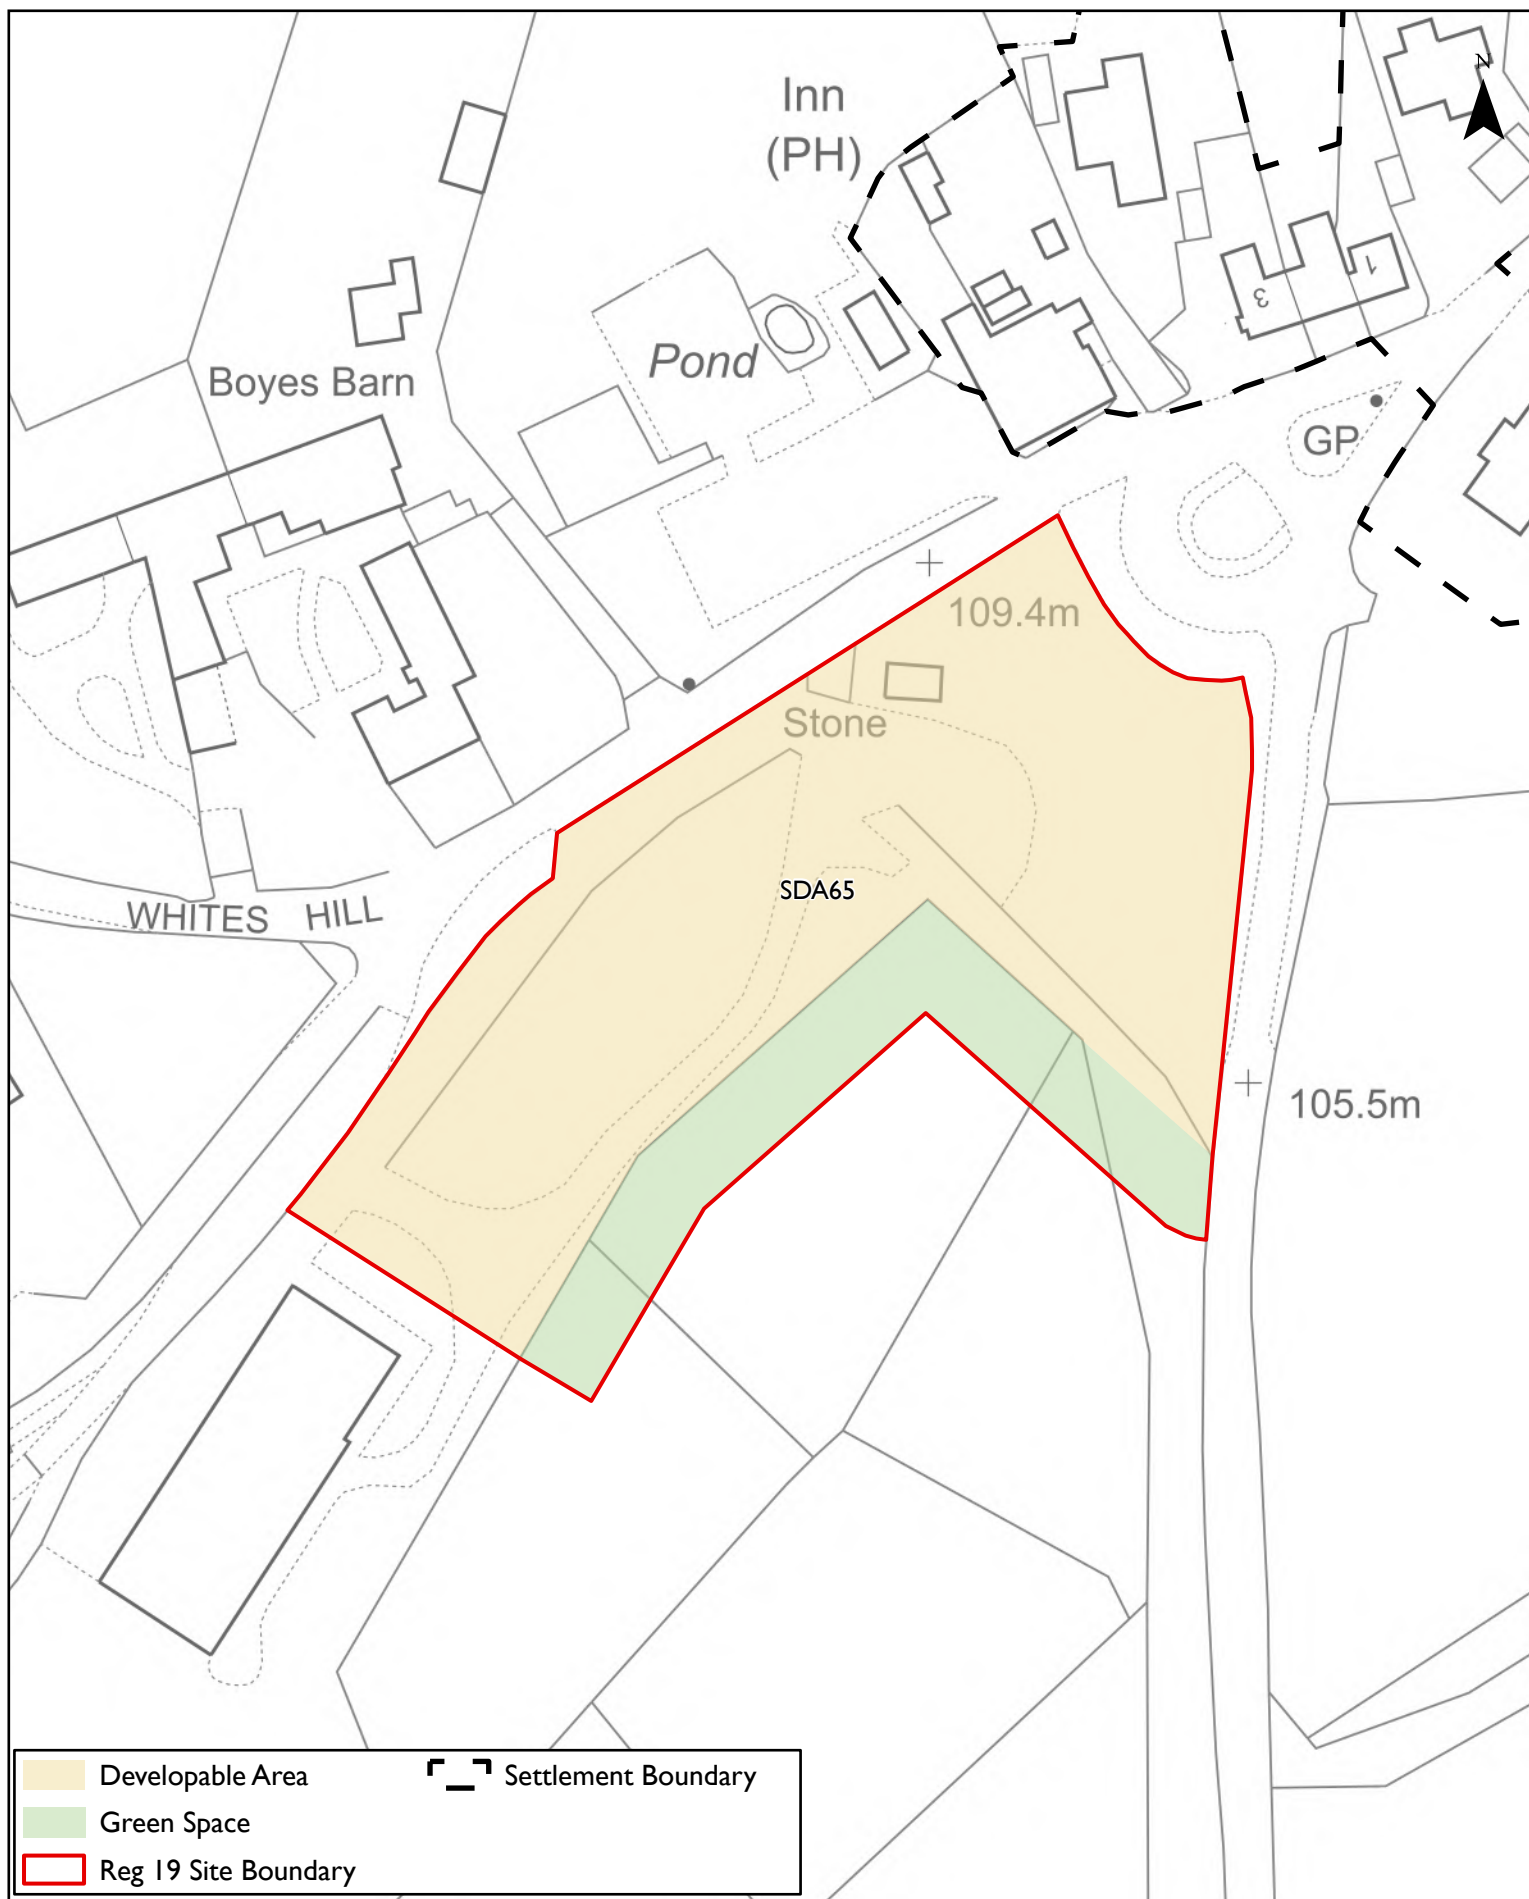 N
Inn
(PH)
3
1
Pond
Boyes Barn
GP
109.4m
Stone
SDA65
WHITES HILL
105.5m
Developable Area
Settlement Boundary
Green Space
Reg 19 Site Boundary